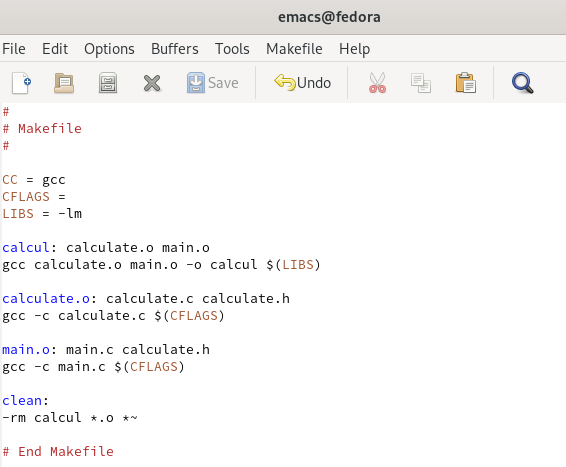 emacs@fedora
File Edit Options Buffers Tools Makefile Help
Save Undo
#
# Makefile
#
CC = gcc
CFLAGS =
LIBS = -lm
calcul: calculate.o main.o
gcc calculate.o main.o -o calcul $(LIBS)
calculate.o: calculate.c calculate.h
gcc -c calculate.c $(CFLAGS)
main.o: main.c calculate.h
gcc -c main.c $(CFLAGS)
clean:
-rm calcul *.o *~
# End Makefile